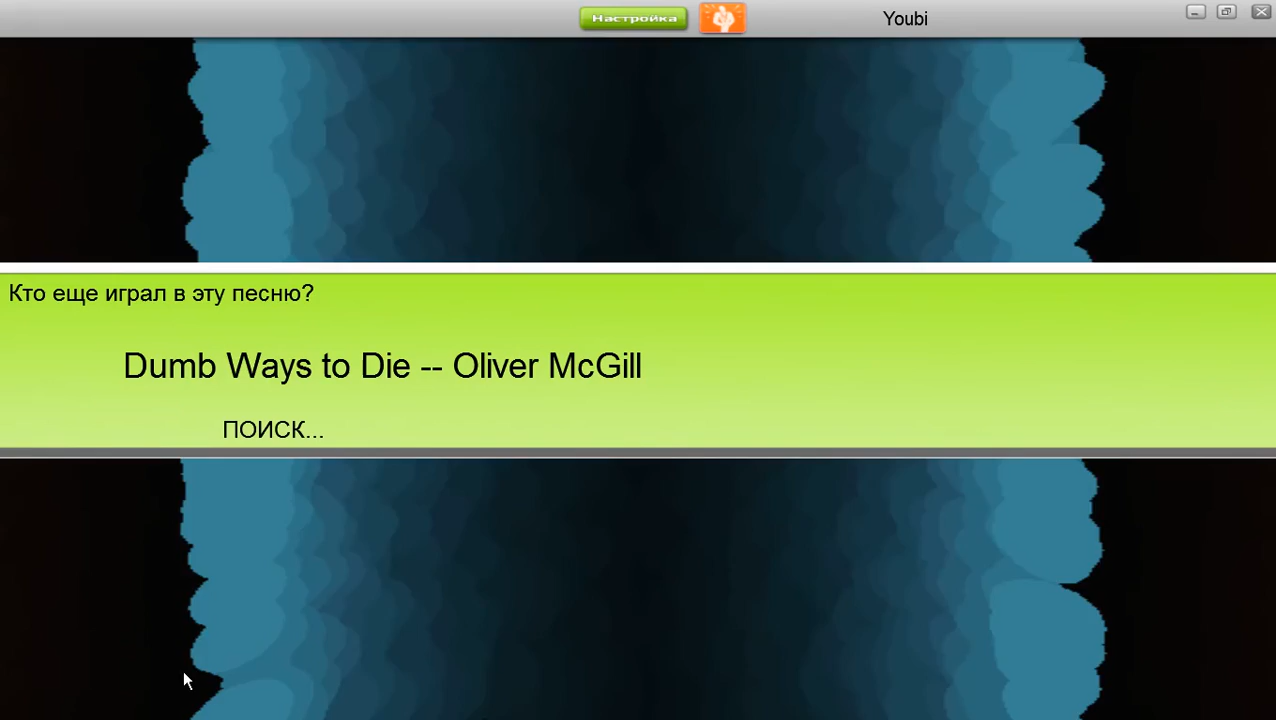 Настройка
Youbi
Кто еще играл в эту песню?
Dumb Ways to Die -- Oliver McGill
ПОИСК...